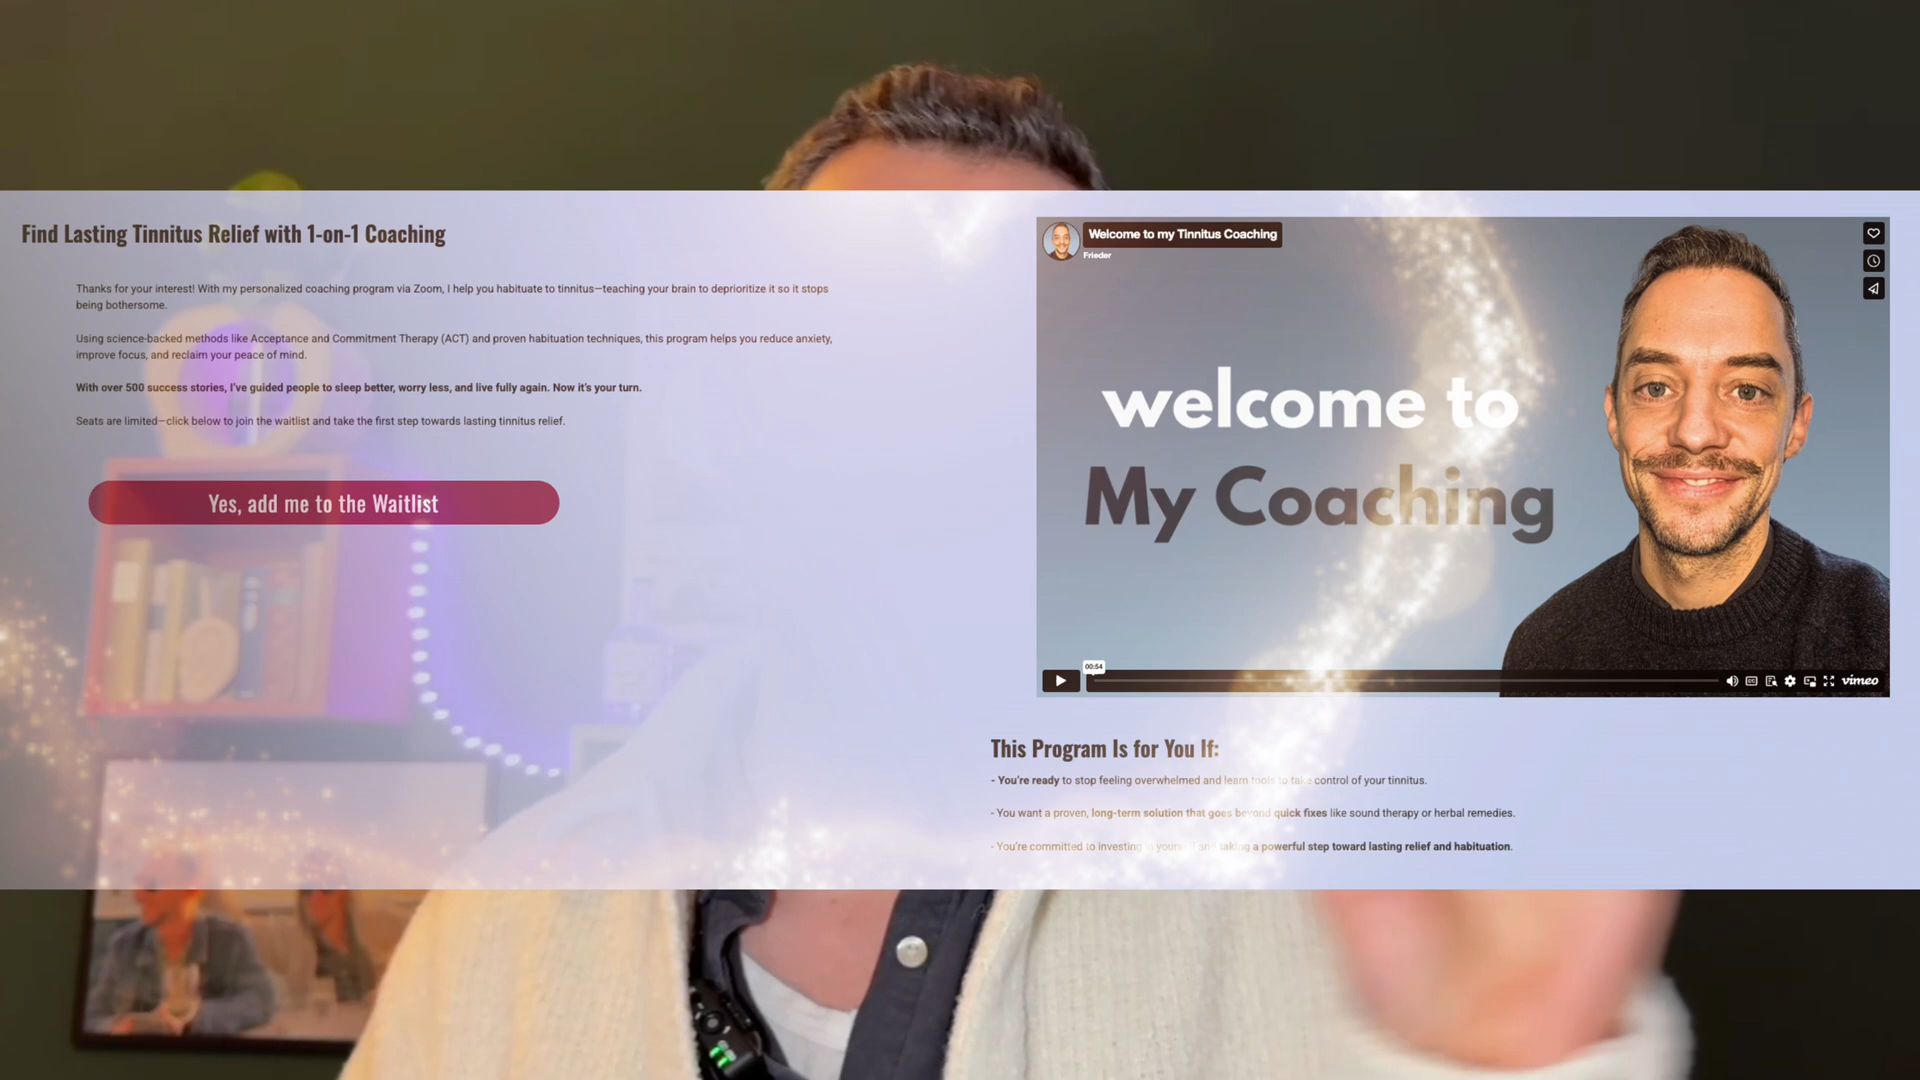 Find Lasting Tinnitus Relief with 1-on-1 Coaching
Thanks for your interest! With my personalized coaching program via Zoom, I help you habituate to tinnitus—teaching your brain to deprioritize it so it stops
being bothersome.
Using science-backed methods like Acceptance and Commitment Therapy (ACT) and proven habituation techniques, this program helps you reduce anxiety,
improve focus, and reclaim your peace of mind.
With over 500 success stories, I've guided people to sleep better, worry less, and live fully again. Now it's your turn.
Seats are limited—click below to join the waitlist and take the first step towards lasting tinnitus relief.
Yes, add me to the Waitlist
Welcome to my Tinnitus Coaching
Frieder
welcome to
My Coaching
00:54
vimeo
This Program Is for You If:
- You're ready to stop feeling overwhelmed and learn tools to take control of your tinnitus.
- You want a proven, long-term solution that goes beyond quick fixes like sound therapy or herbal remedies.
- You're committed to investing in yourself and taking a powerful step toward lasting relief and habituation.